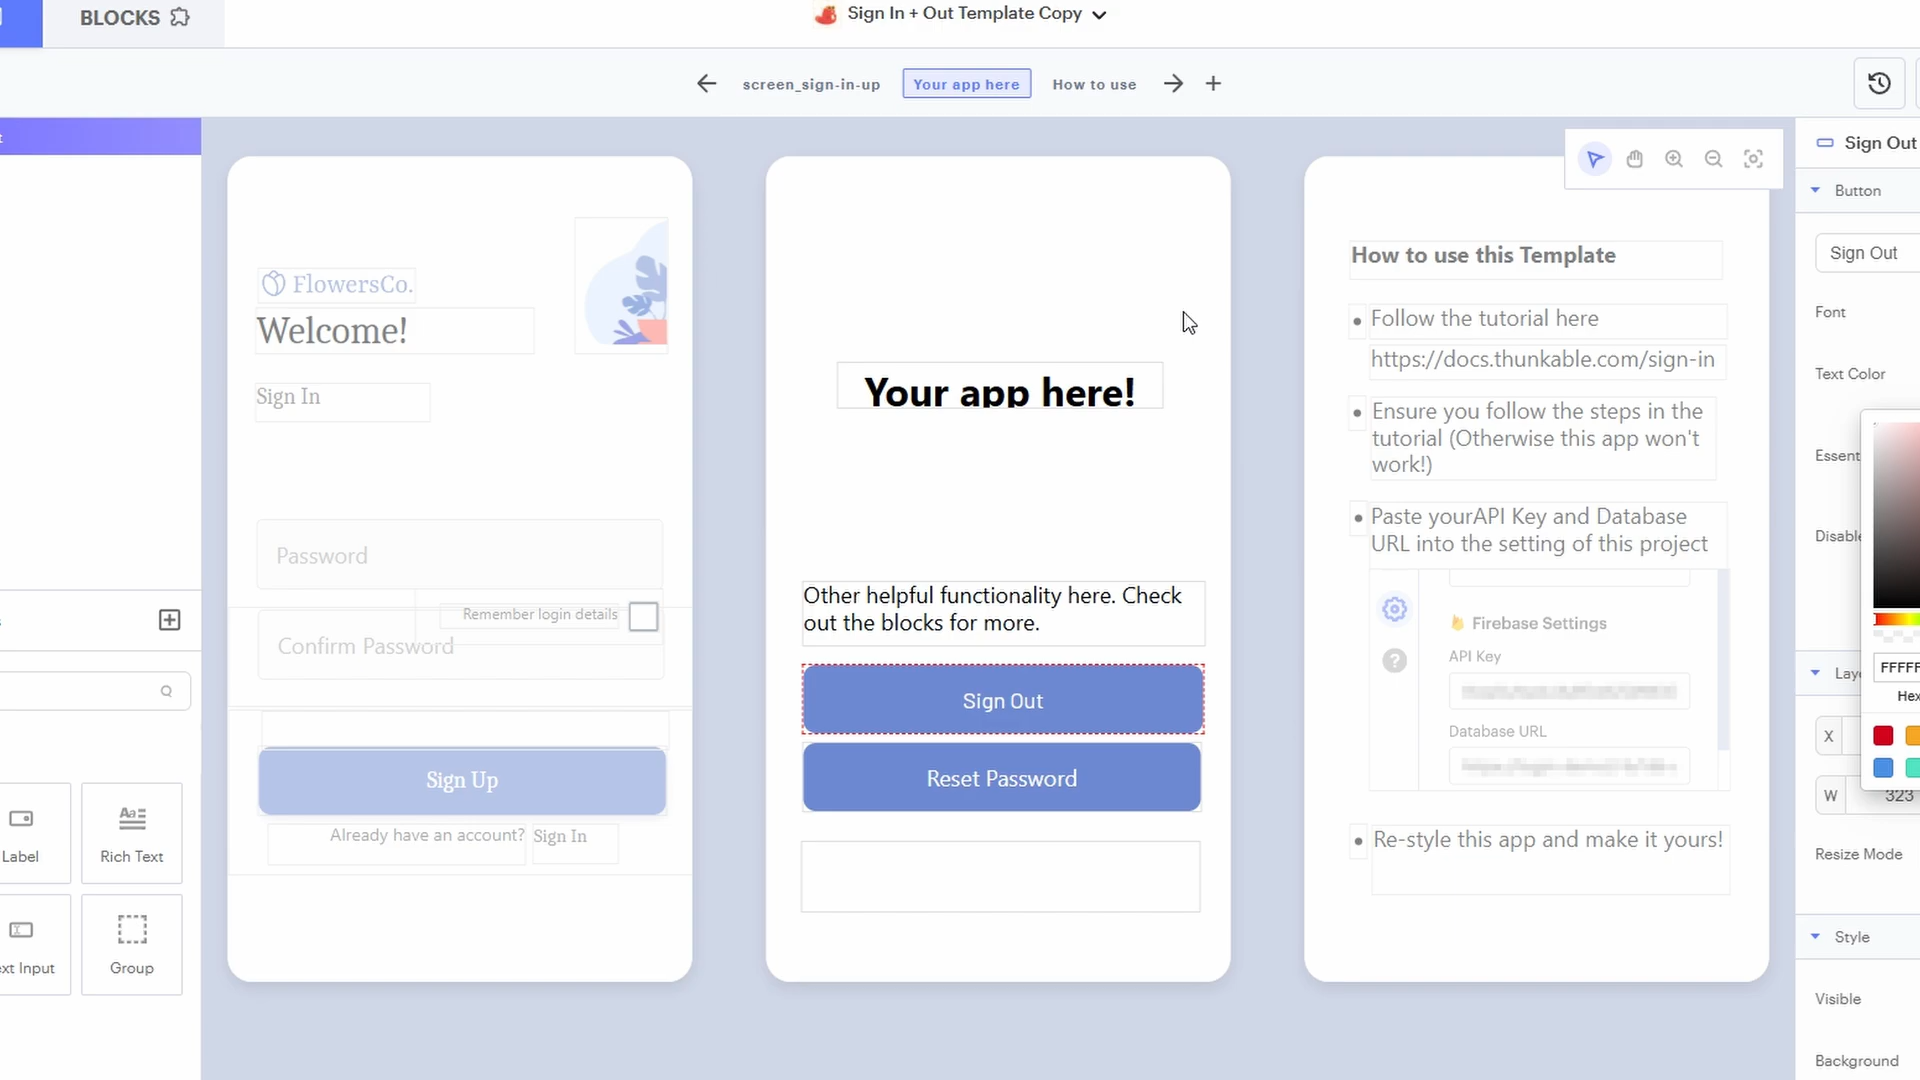 BLOCKS
Sign In + Out Template Copy
screen_sign-in-up
Your app here
How to use
Sign Out
Button
Sign Out
Font
Text Color
FFFFF
Hex
X
W
323
Resize Mode
Style
Visible
Background
Label
Rich Text
Group
FlowersCo.
Welcome!
Sign In
Password
Remember login details
Confirm Password
Sign Up
Already have an account?
Sign In
Your app here!
Other helpful functionality here. Check
out the blocks for more.
Sign Out
Reset Password
How to use this Template
Follow the tutorial here
https://docs.thunkable.com/sign-in
Ensure you follow the steps in the
tutorial (Otherwise this app won't
work!)
Paste yourAPI Key and Database
URL into the setting of this project
Firebase Settings
API Key
Database URL
Re-style this app and make it yours!